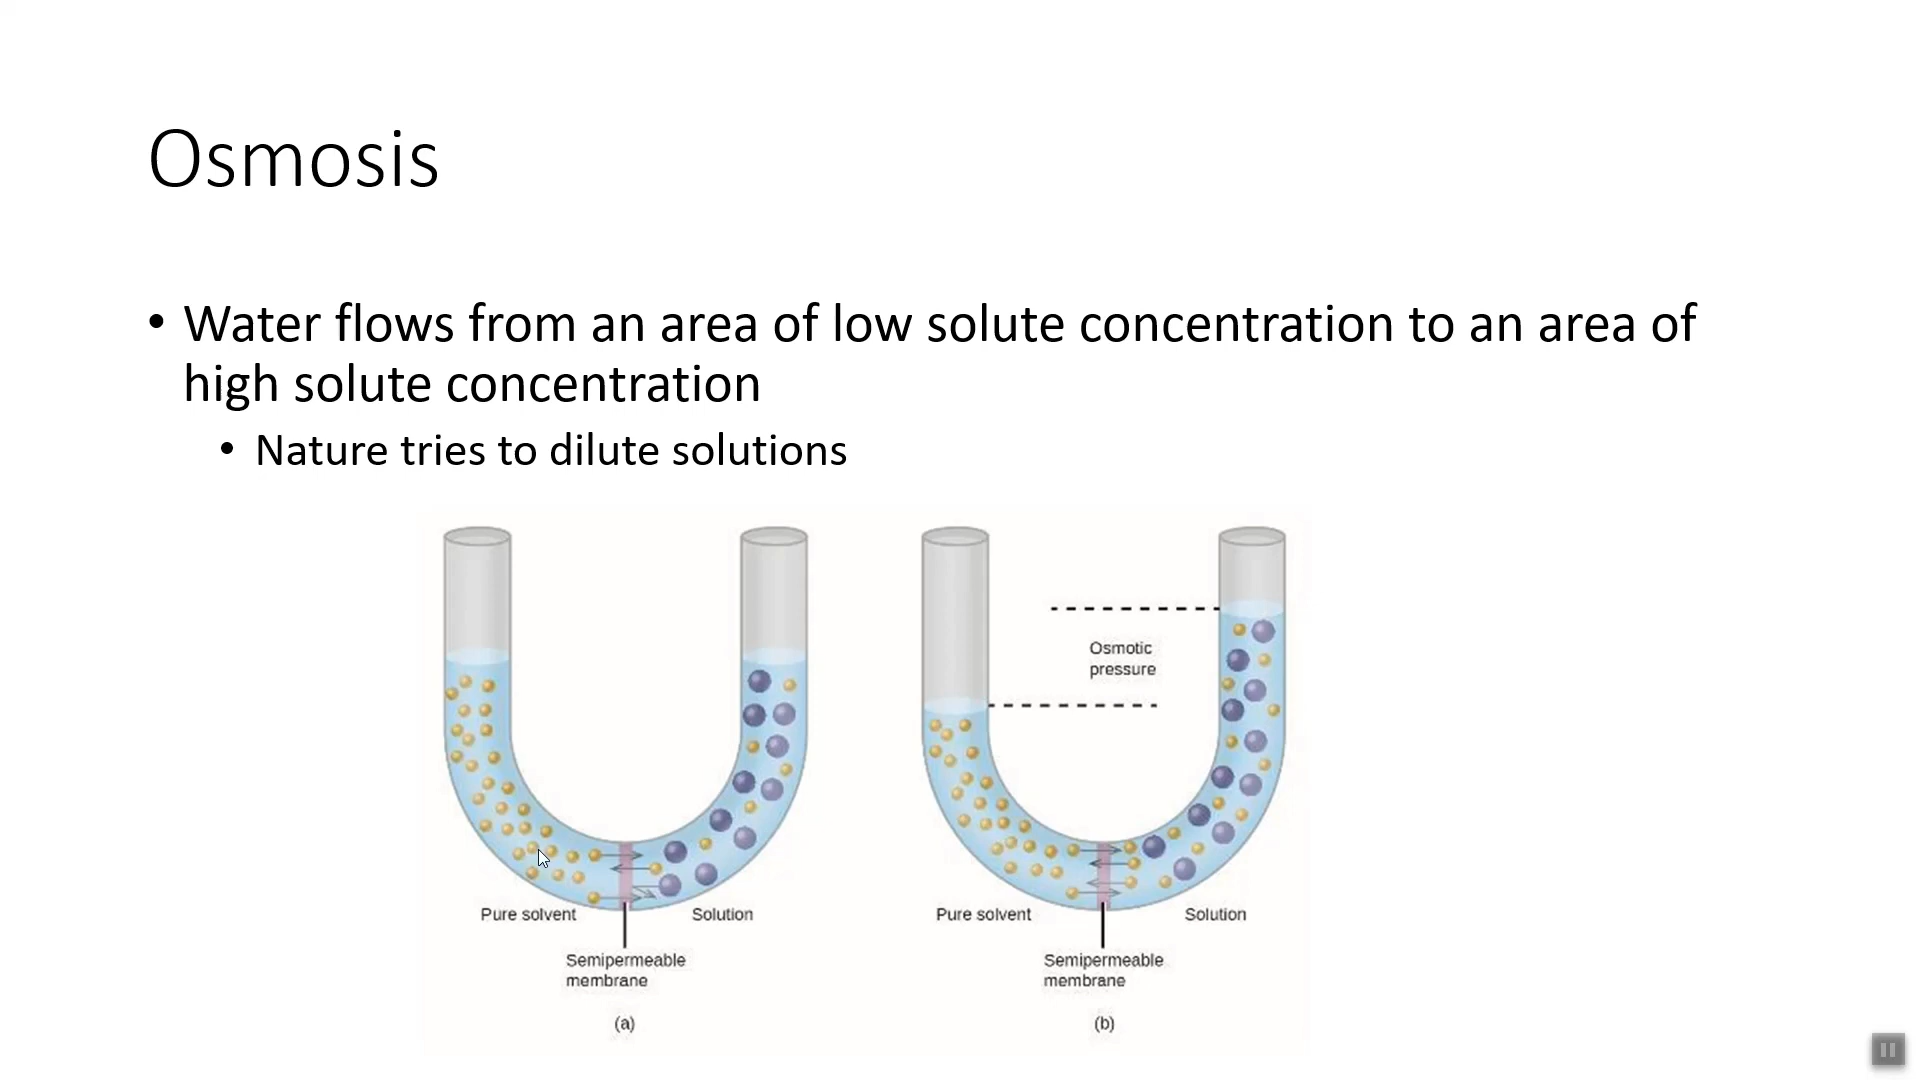 Osmosis
• Water flows from an area of low solute concentration to an area of
high solute concentration
• Nature tries to dilute solutions
Osmotic
pressure
Pure solvent
Solution
Pure solvent
Solution
Semipermeable
membrane
Semipermeable
membrane
(a)
(b)